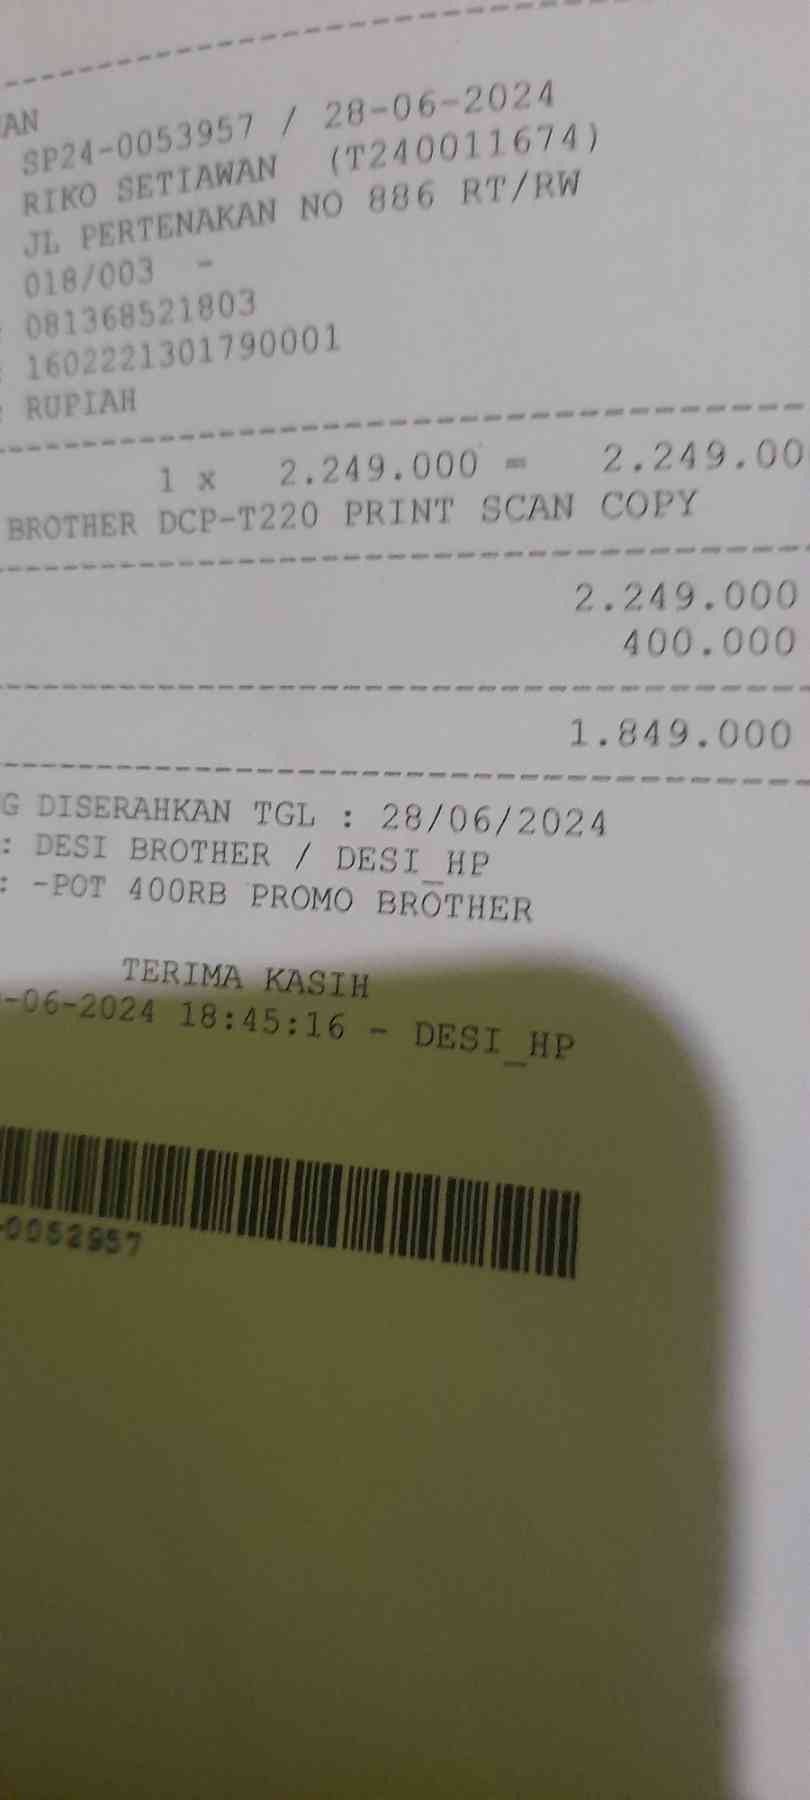 AN
SP24-0053957 / 28-06-2024
RIKO SETIAWAN (T240011674)
JL PERTENAKAN NO 886 RT/RW
018/003 -
: 081368521803
: 1602221301790001
: RUPIAH
1 x 2.249.000 = 2.249.00
BROTHER DCP-T220 PRINT SCAN COPY
2.249.000
400.000
1.849.000
G DISERAHKAN TGL : 28/06/2024
: DESI BROTHER / DESI_HP
: -POT 400RB PROMO BROTHER
TERIMA KASIH
-06-2024 18:45:16 - DESI_HP
-0052957